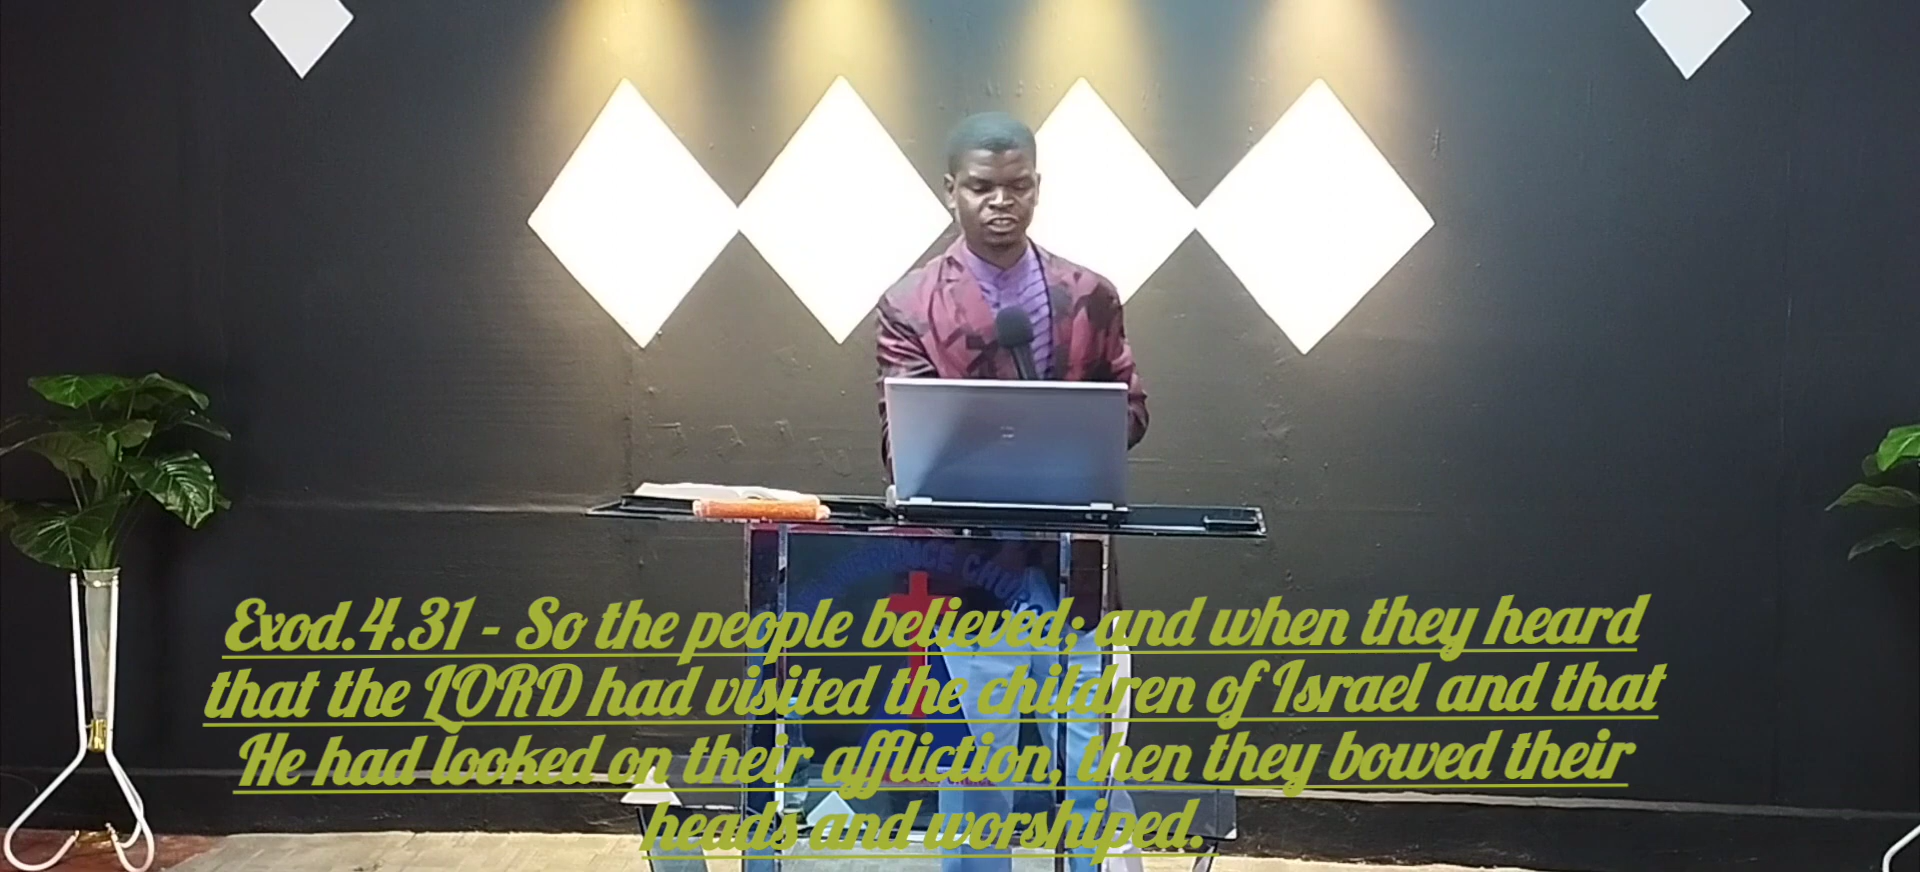 CHURCH
Exod.4.31 - So the people believed; and when they heard
that the LORD had visited the children of Israel and that
He had looked on their affliction, then they bowed their
heads and worshiped.